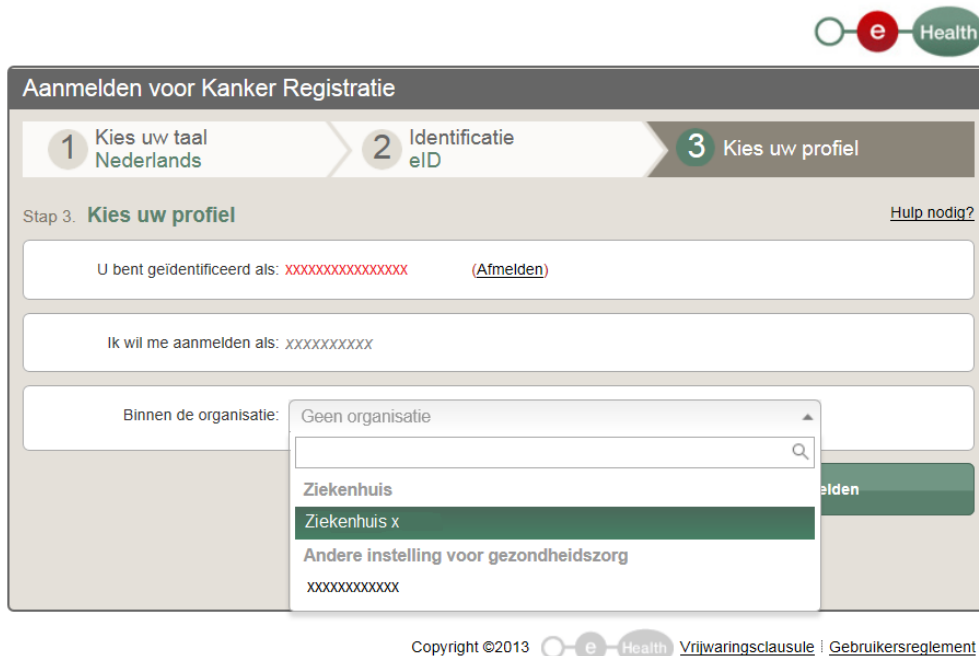 e Health
Aanmelden voor Kanker Registratie
1 Kies uw taal
Nederlands
2 Identificatie
eID
3 Kies uw profiel
Stap 3. Kies uw profiel
Hulp nodig?
U bent geïdentificeerd als: xxxxxxxxxxxxxxxx (Afmelden)
Ik wil me aanmelden als: xxxxxxxxxx
Binnen de organisatie: Geen organisatie
Ziekenhuis
elden
Ziekenhuis x
Andere instelling voor gezondheidszorg
xxxxxxxxxxxx
Copyright ©2013 e Health Vrijwaringsclausule | Gebruikersreglement